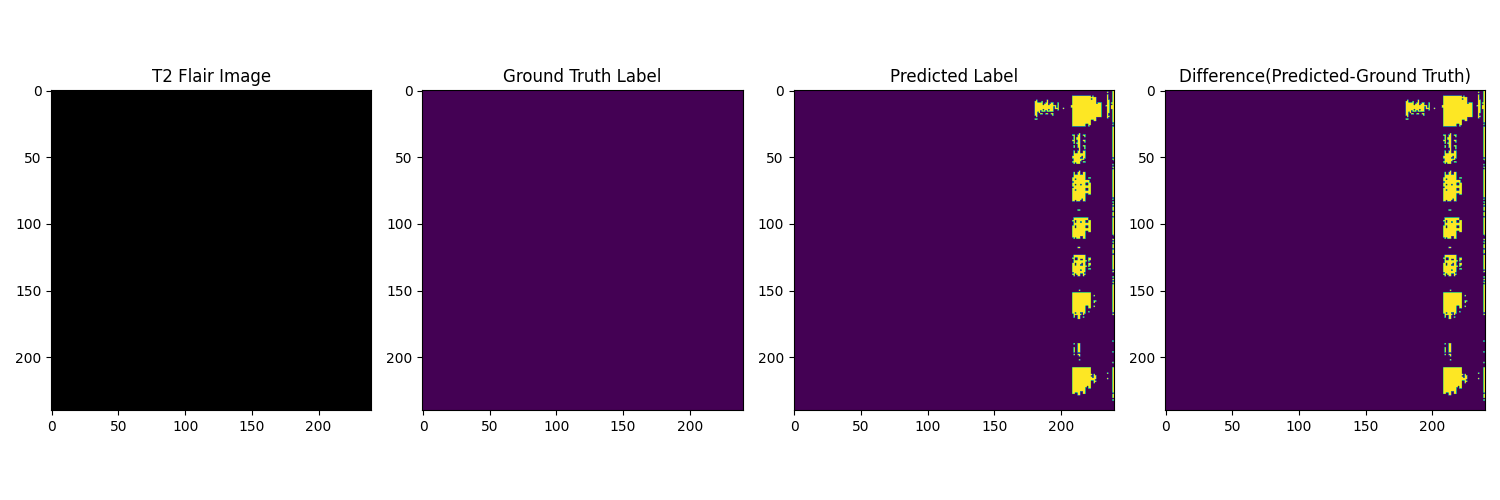 T2 Flair Image Ground Truth Label Predicted Label Difference(Predicted-Ground Truth)
0 0 0 0
50 50 50 50
100 100 100 100
150 150 150 150
200 200 200 200
0 50 100 150 200 0 50 100 150 200 0 50 100 150 200 0 50 100 150 200